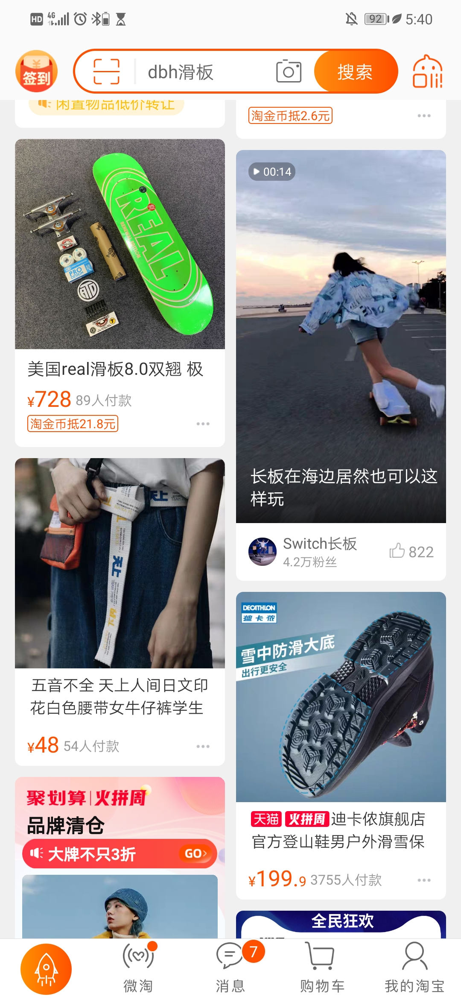 HD 4G 92 5:40
¥
签到
dbh滑板
搜索
闲置物品低价转让
淘金币抵2.6元
REAL
RENEWAL EDITION
PRO
DESIGN
52
ATD
INDEPENDENT
美国real滑板8.0双翘 极
¥728 89人付款
淘金币抵21.8元
00:14
长板在海边居然也可以这
样玩
Switch长板
4.2万粉丝
822
天上
五音不全 天上人间日文印
花白色腰带女牛仔裤学生
¥48 54人付款
DECATHLON
迪卡侬
雪中防滑大底
出行更安全
天猫 火拼周 迪卡侬旗舰店
官方登山鞋男户外滑雪保
¥199.9 3755人付款
聚划算 火拼周
品牌清仓
大牌不只3折
GO
全民狂欢
微淘
7
消息
购物车
我的淘宝